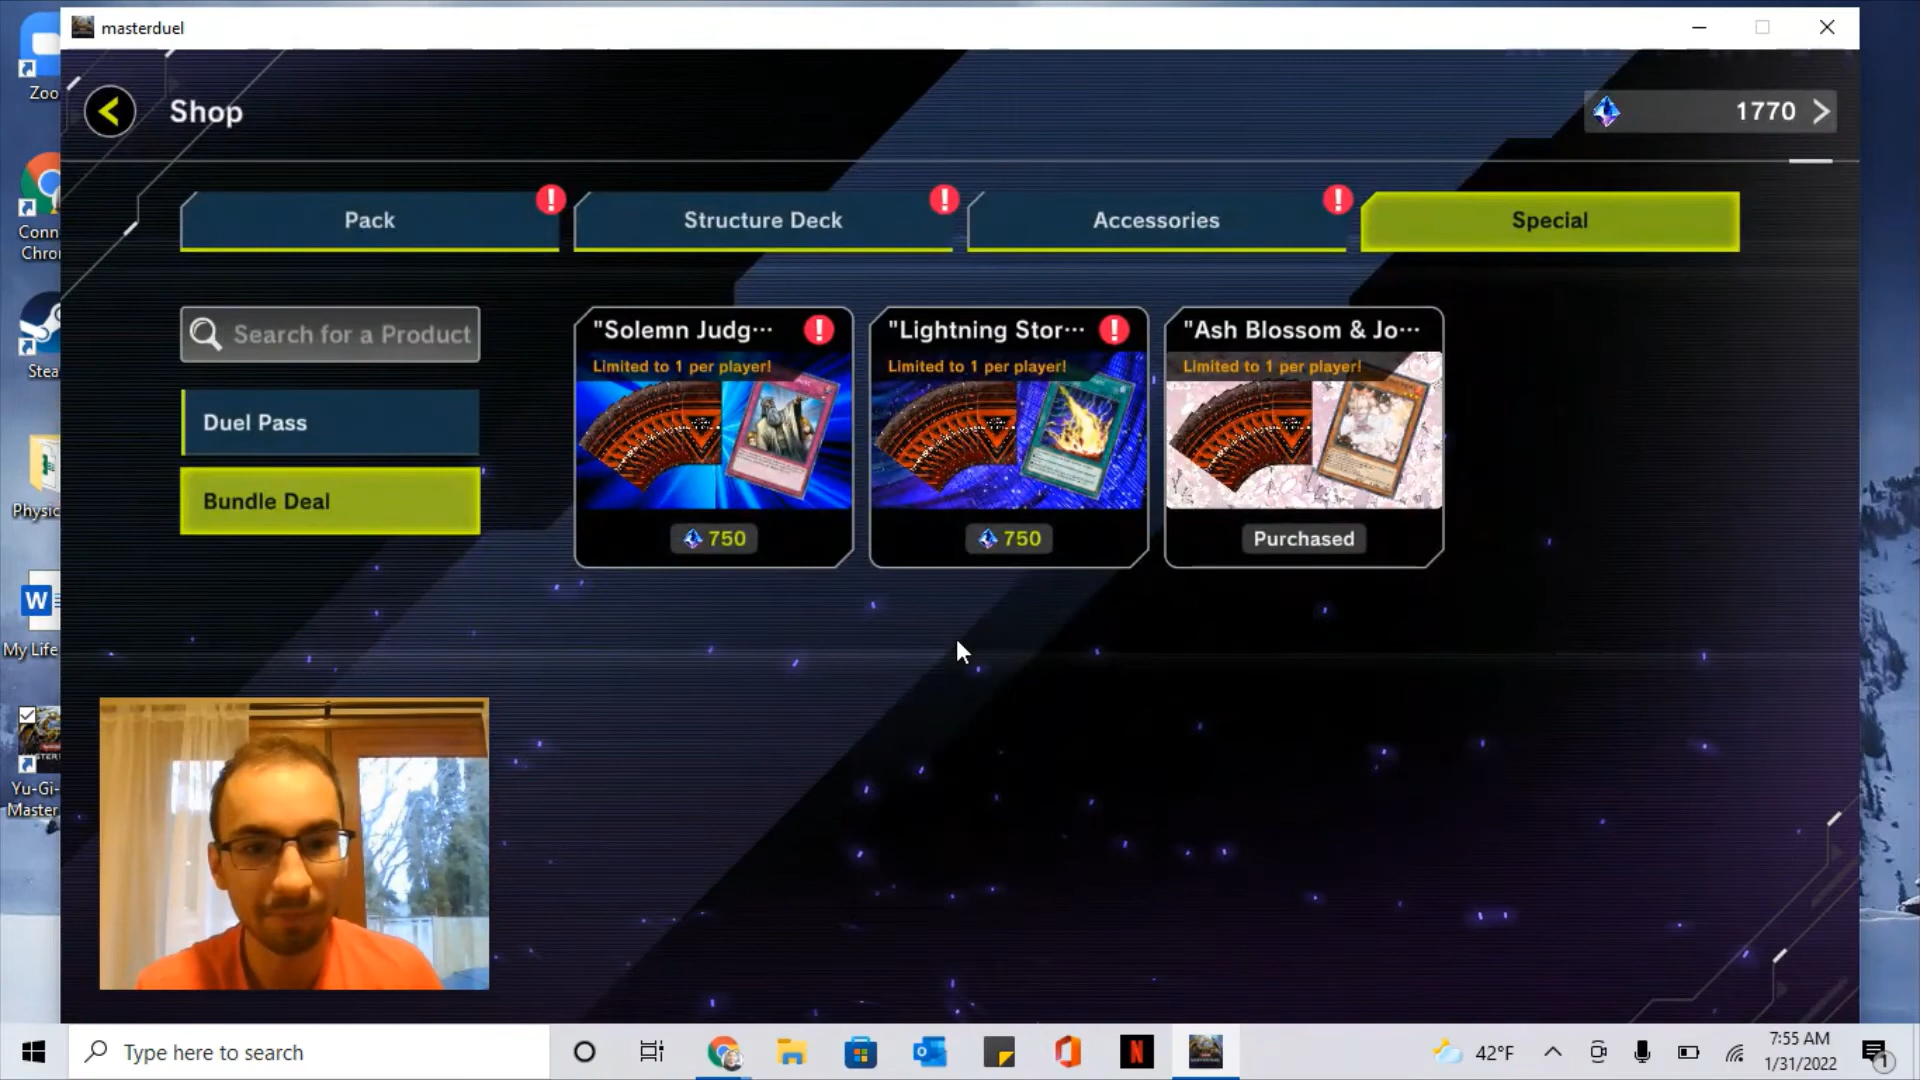 masterduel
Zoo
Shop
1770
Pack
Structure Deck
Accessories
Special
Conn
Chro
Search for a Product
"Solemn Judg···
"Lightning Stor···
"Ash Blossom & Jo···
Limited to 1 per player!
Limited to 1 per player!
Limited to 1 per player!
Stea
Duel Pass
Bundle Deal
Physic
750
750
Purchased
W
My Life
Yu-Gi-
Master
Type here to search
N
42°F
7:55 AM
1/31/2022
1